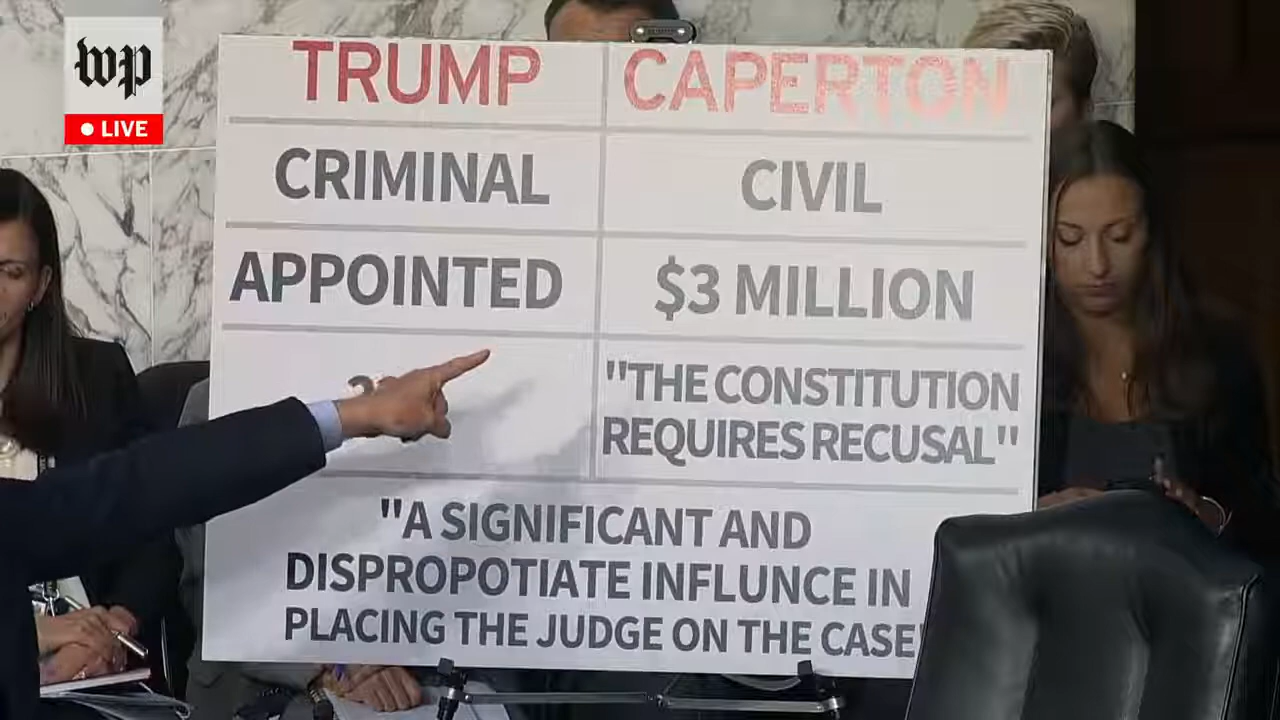 wp
LIVE
TRUMP CAPERTON
CRIMINAL CIVIL
APPOINTED $3 MILLION
"THE CONSTITUTION
REQUIRES RECUSAL"
"A SIGNIFICANT AND
DISPROPOTIATE INFLUNCE IN
PLACING THE JUDGE ON THE CASE